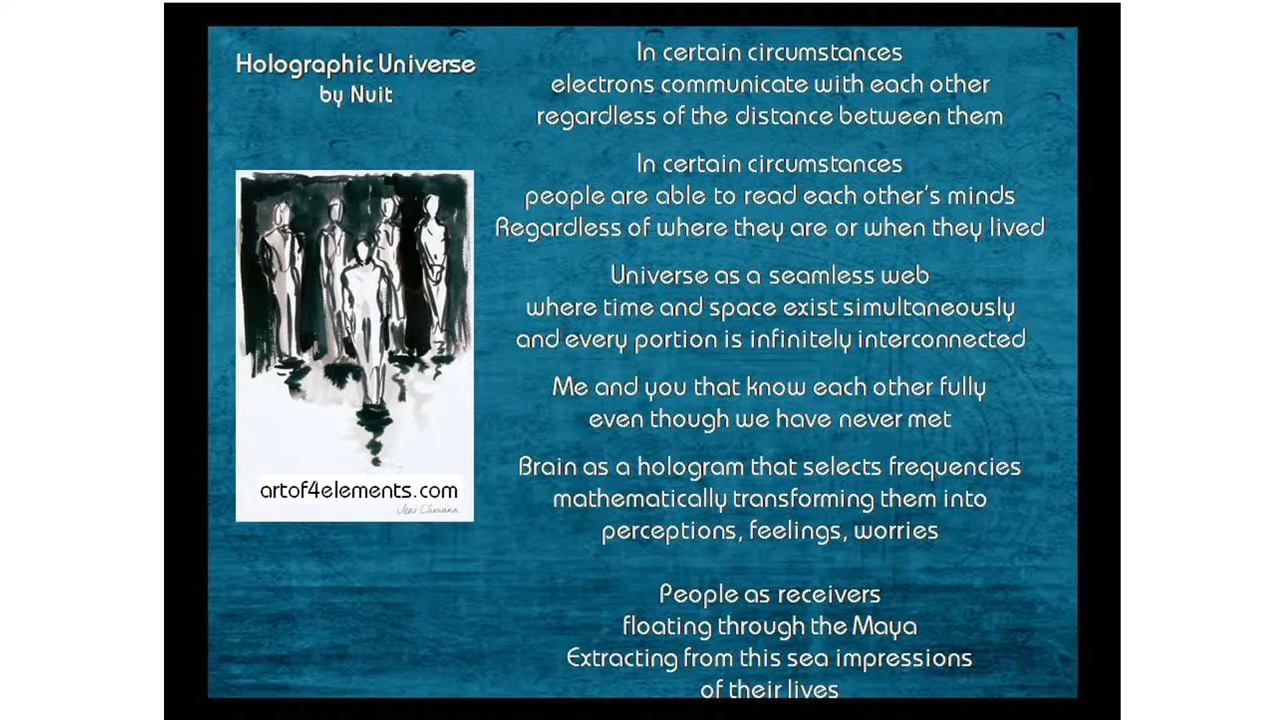 Holographic Universe
by Nuit
In certain circumstances
electrons communicate with each other
regardless of the distance between them
In certain circumstances
people are able to read each other's minds
Regardless of where they are or when they lived
Universe as a seamless web
where time and space exist simultaneously
and every portion is infinitely interconnected
Me and you that know each other fully
even though we have never met
Brain as a hologram that selects frequencies
mathematically transforming them into
perceptions, feelings, worries
People as receivers
floating through the Maya
Extracting from this sea impressions
of their lives
artof4elements.com